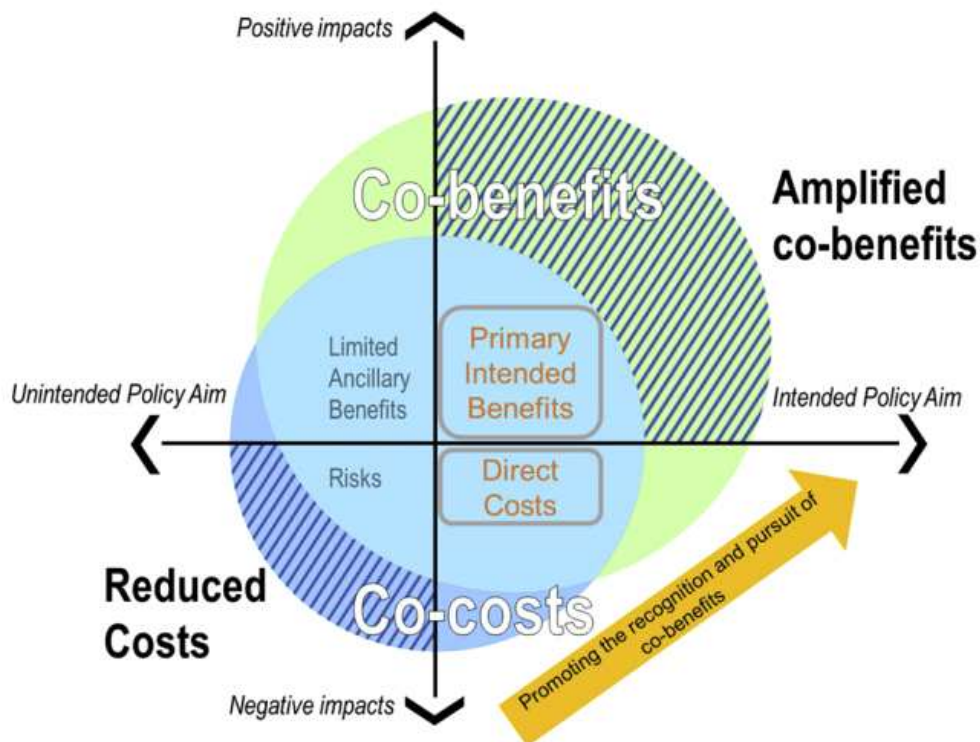 Positive impacts
Co-benefits
Amplified
co-benefits
Limited
Ancillary
Benefits
Primary
Intended
Benefits
Unintended Policy Aim
Intended Policy Aim
Risks
Direct
Costs
Reduced
Costs
Co-costs
Promoting the recognition and pursuit of
co-benefits
Negative impacts